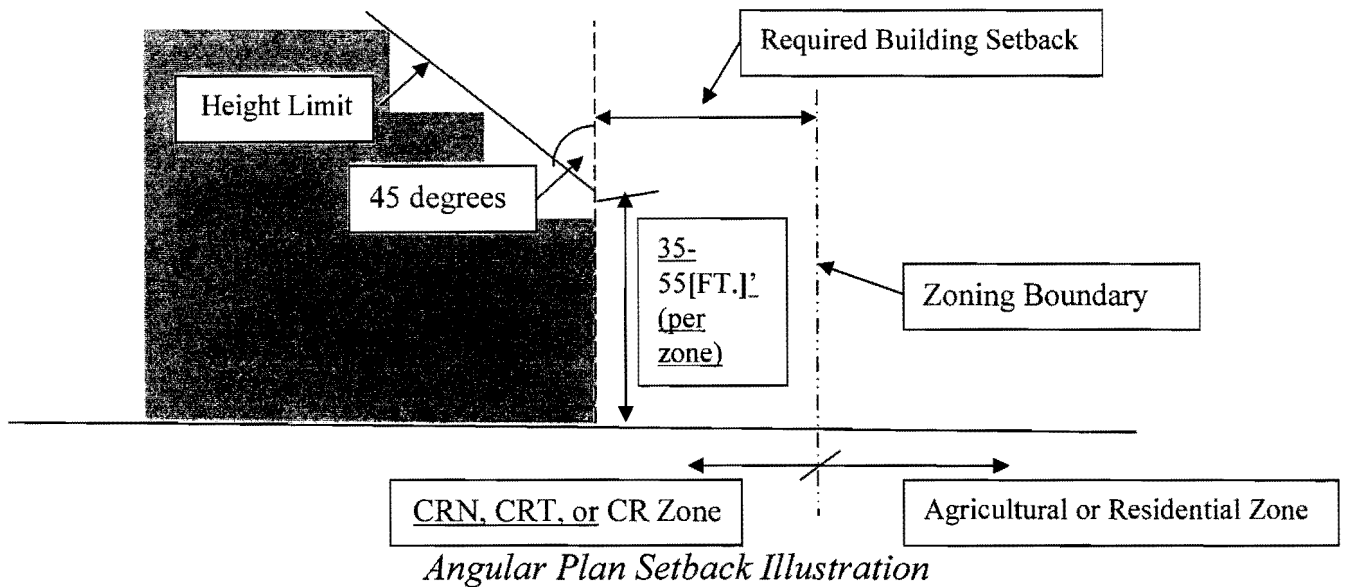 Required Building Setback
Height Limit
45 degrees
35-
55[FT.]'
(per
zone)
Zoning Boundary
CRN, CRT, or CR Zone
Agricultural or Residential Zone
Angular Plan Setback Illustration